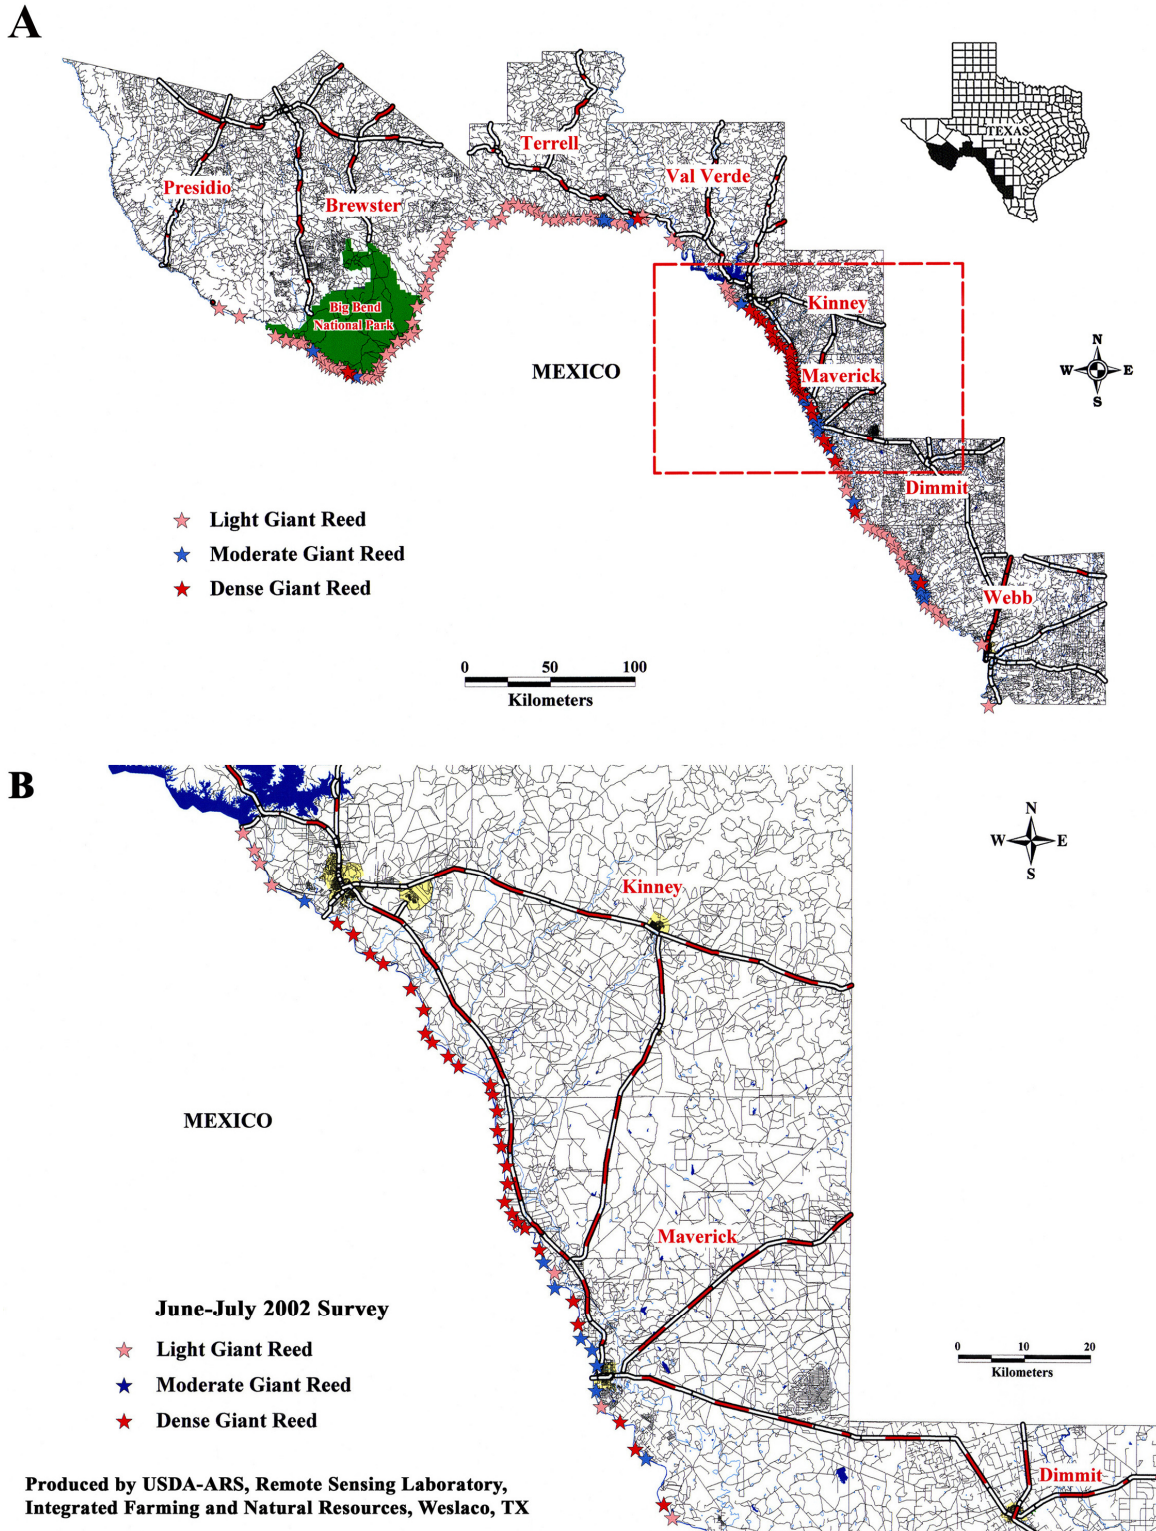 A
TEXAS
Terrell
Val Verde
Presidio
Brewster
Big Bend
National Park
Kinney
MEXICO
Maverick
N
W E
S
Dimmit
Light Giant Reed
Moderate Giant Reed
Dense Giant Reed
Webb
0 50 100
Kilometers
B
N
W E
S
Kinney
MEXICO
Maverick
June-July 2002 Survey
Light Giant Reed
Moderate Giant Reed
Dense Giant Reed
0 10 20
Kilometers
Dimmit
Produced by USDA-ARS, Remote Sensing Laboratory,
Integrated Farming and Natural Resources, Weslaco, TX